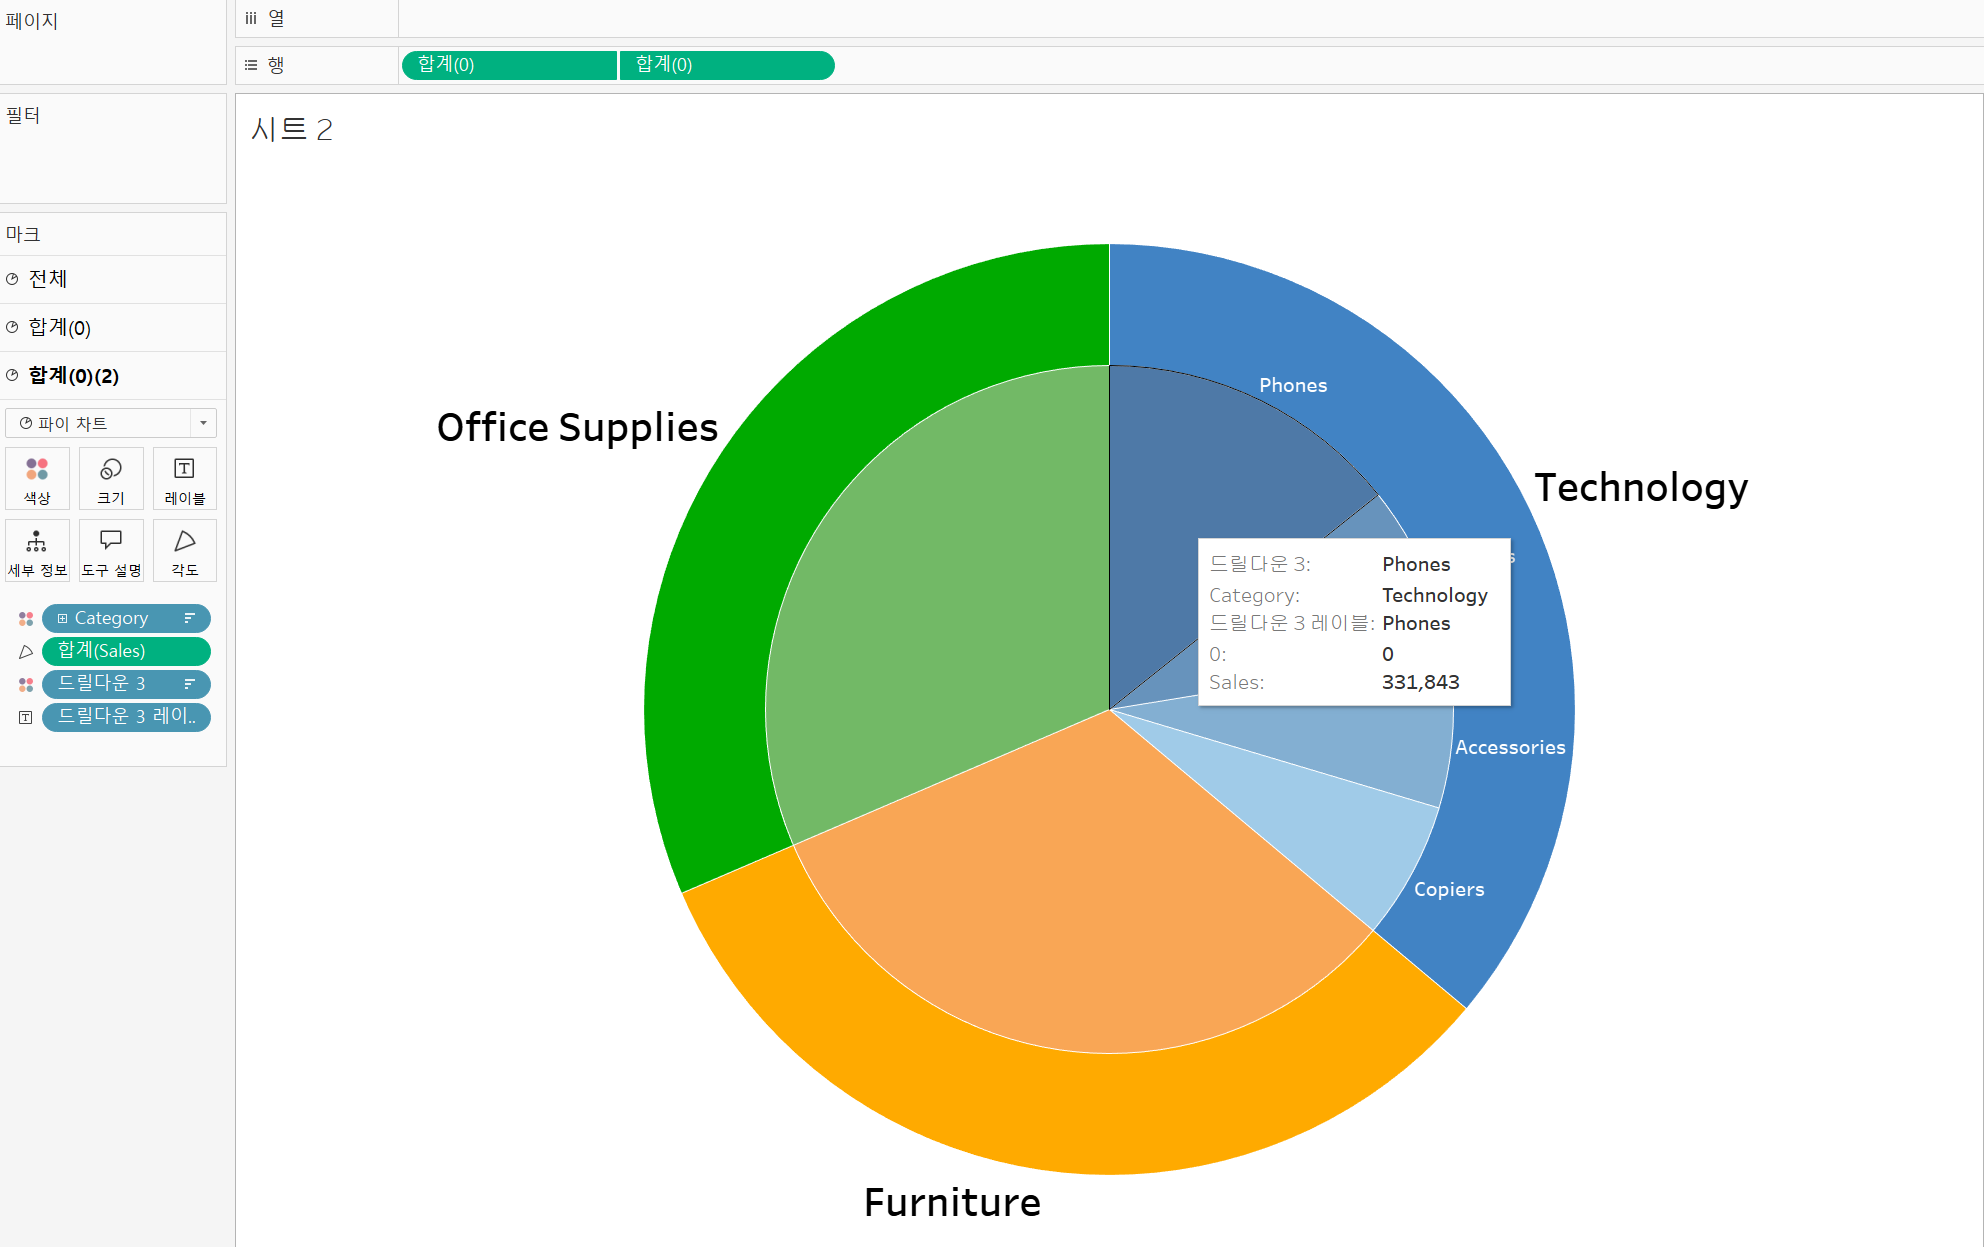 페이지
열
행
합계(0)
합계(0)
필터
시트 2
마크
전체
합계(0)
합계(0)(2)
파이 차트
색상
크기
레이블
세부 정보
도구 설명
각도
Category
합계(Sales)
드릴다운 3
드릴다운 3 레이..
Office Supplies
Technology
Furniture
Phones
Accessories
Copiers
드릴다운 3: Phones
Category: Technology
드릴다운 3 레이블: Phones
0: 0
Sales: 331,843